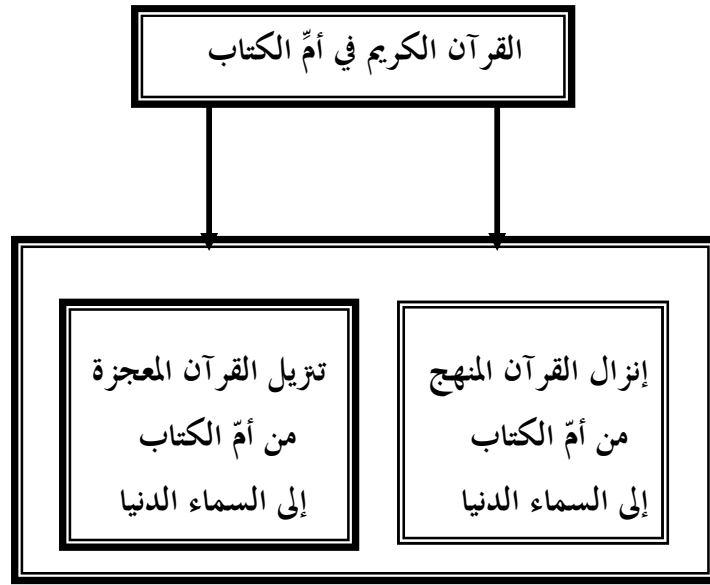 القرآن الكريم في أمِّ الكتاب
إنزال القرآن المنهج
من أمّ الكتاب
إلى السماء الدنيا
تنزيل القرآن المعجزة
من أمّ الكتاب
إلى السماء الدنيا